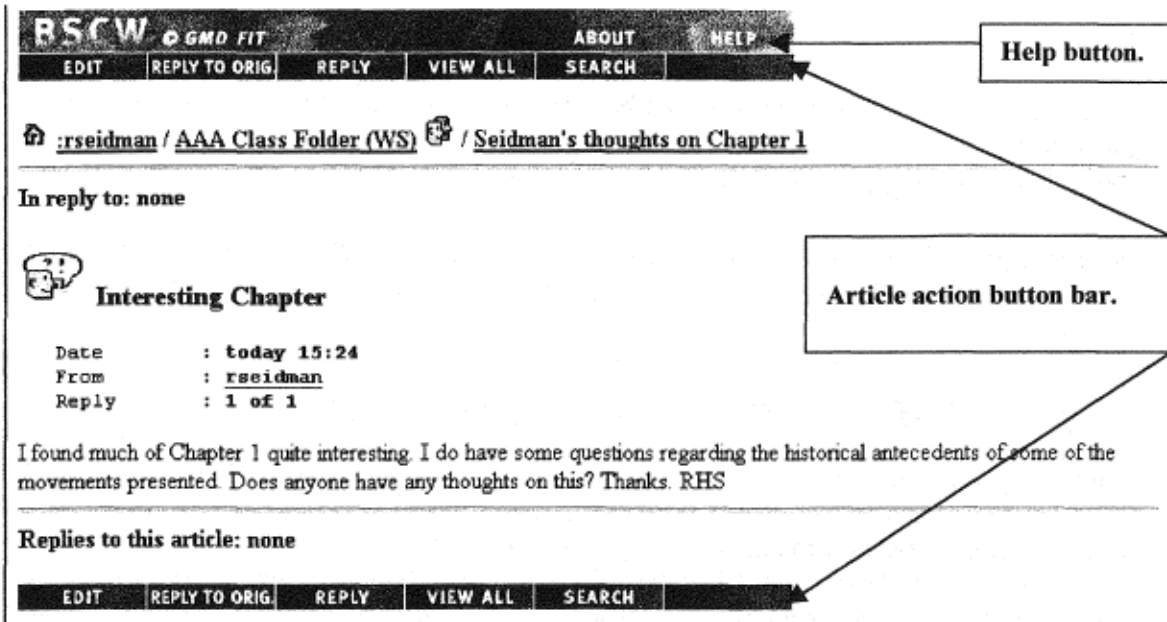 BSCW GMD FIT ABOUT HELP
EDIT REPLY TO ORIG. REPLY VIEW ALL SEARCH
Help button.
:rseidman / AAA Class Folder (WS) / Seidman's thoughts on Chapter 1
In reply to: none
?!
Interesting Chapter
Article action button bar.
Date : today 15:24
From : rseidman
Reply : 1 of 1
I found much of Chapter 1 quite interesting. I do have some questions regarding the historical antecedents of some of the
movements presented. Does anyone have any thoughts on this? Thanks. RHS
Replies to this article: none
EDIT REPLY TO ORIG. REPLY VIEW ALL SEARCH